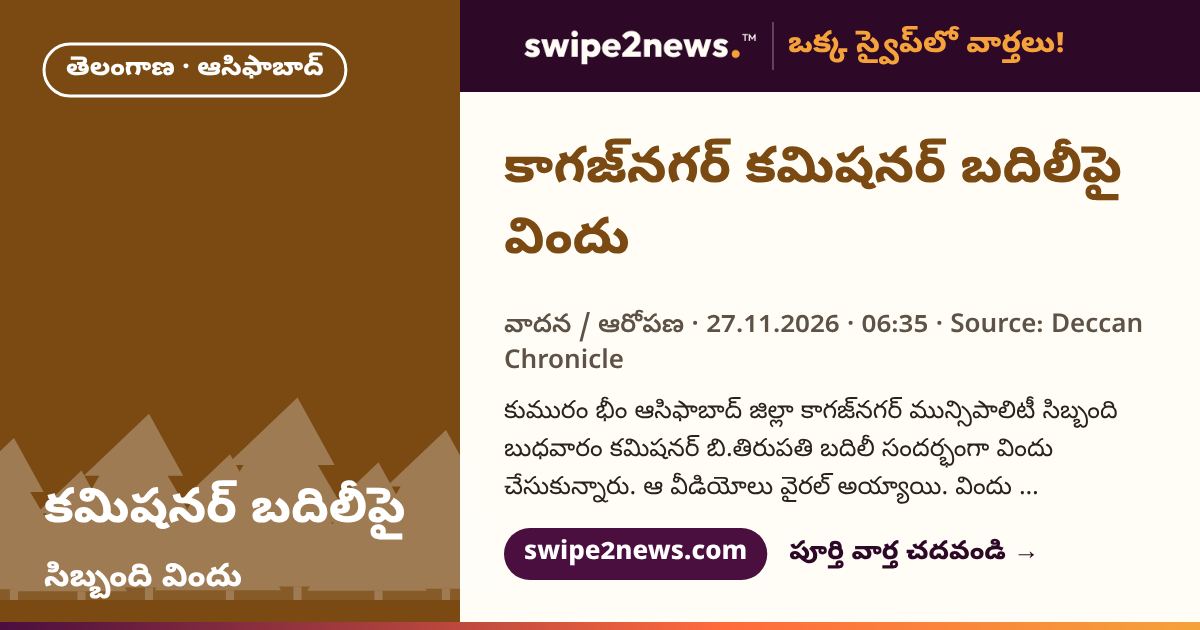 తెలంగాణ · ఆసిఫాబాద్
కమిషనర్ బదిలీపై
సిబ్బంది విందు
swipe2news.™ ఒక్క స్వైప్‌లో వార్తలు!
కాగజ్‌నగర్ కమిషనర్ బదిలీపై
విందు
వాదన / ఆరోపణ · 27.11.2026 · 06:35 · Source: Deccan
Chronicle
కుమురం భీం ఆసిఫాబాద్ జిల్లా కాగజ్‌నగర్ మున్సిపాలిటీ సిబ్బంది
బుధవారం కమిషనర్ బి.తిరుపతి బదిలీ సందర్భంగా విందు
చేసుకున్నారు. ఆ వీడియోలు వైరల్ అయ్యాయి. విందు ...
swipe2news.com పూర్తి వార్త చదవండి →